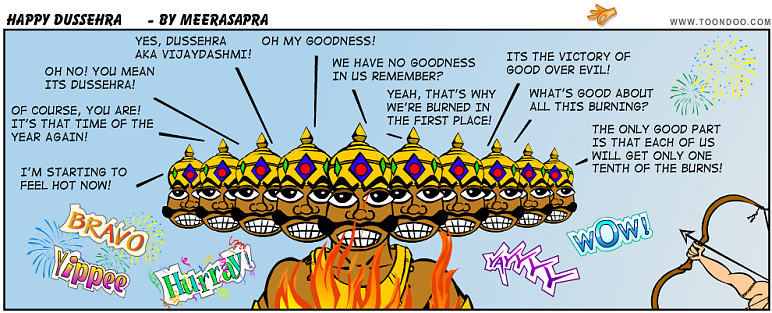 HAPPY DUSSEHRA - BY MEERASAPRA
WWW.TOONDOO.COM
I'M STARTING TO
FEEL HOT NOW!
OF COURSE, YOU ARE!
IT'S THAT TIME OF THE
YEAR AGAIN!
OH NO! YOU MEAN
ITS DUSSEHRA!
YES, DUSSEHRA
AKA VIJAYDASHMI!
OH MY GOODNESS!
WE HAVE NO GOODNESS
IN US REMEMBER?
YEAH, THAT'S WHY
WE'RE BURNED IN
THE FIRST PLACE!
ITS THE VICTORY OF
GOOD OVER EVIL!
WHAT'S GOOD ABOUT
ALL THIS BURNING?
THE ONLY GOOD PART
IS THAT EACH OF US
WILL GET ONLY ONE
TENTH OF THE BURNS!
BRAVO
Yippee
Hurray!
YAYYYY
WOW!